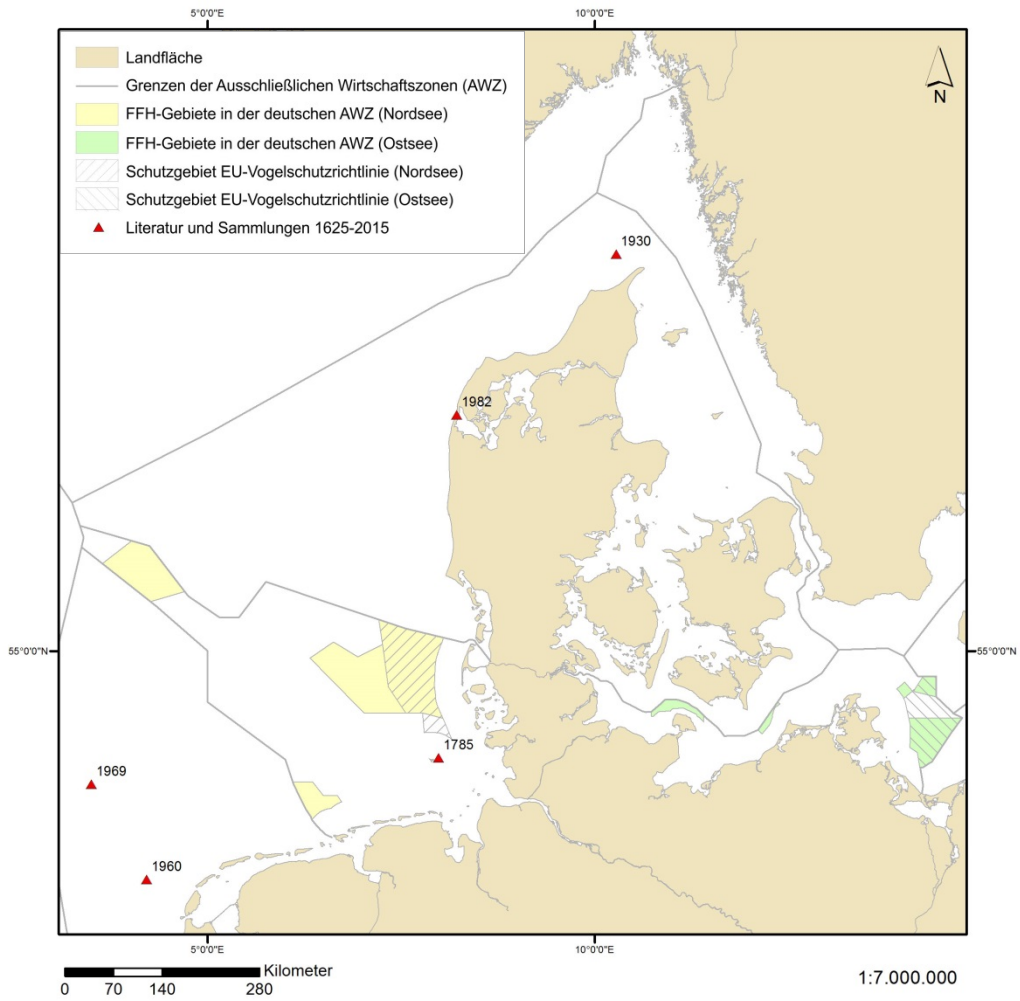 5°0'0"E 10°0'0"E
Landfläche
Grenzen der Ausschließlichen Wirtschaftszonen (AWZ)
FFH-Gebiete in der deutschen AWZ (Nordsee)
FFH-Gebiete in der deutschen AWZ (Ostsee)
Schutzgebiet EU-Vogelschutzrichtlinie (Nordsee)
Schutzgebiet EU-Vogelschutzrichtlinie (Ostsee)
Literatur und Sammlungen 1625-2015
N
1930
1982
55°0'0"N 55°0'0"N
1785
1969
1960
5°0'0"E 10°0'0"E
Kilometer
0 70 140 280
1:7.000.000